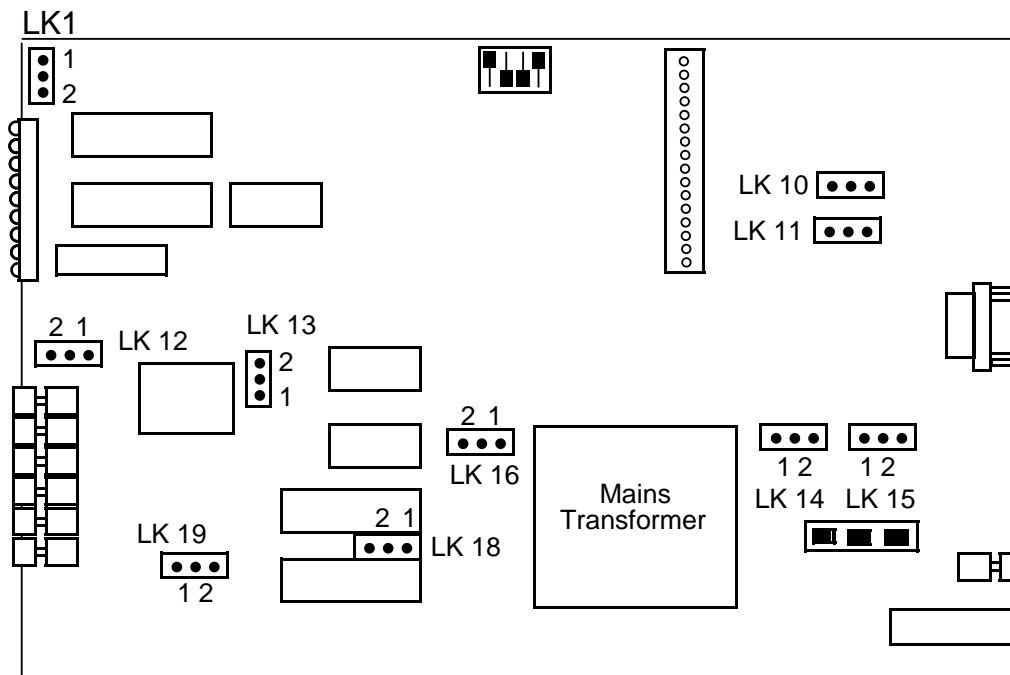 LK1
1
2
LK 10
LK 11
2 1
LK 12
LK 13
2
1
2 1
LK 16
Mains
Transformer
1 2
1 2
LK 14
LK 15
2 1
LK 18
LK 19
1 2